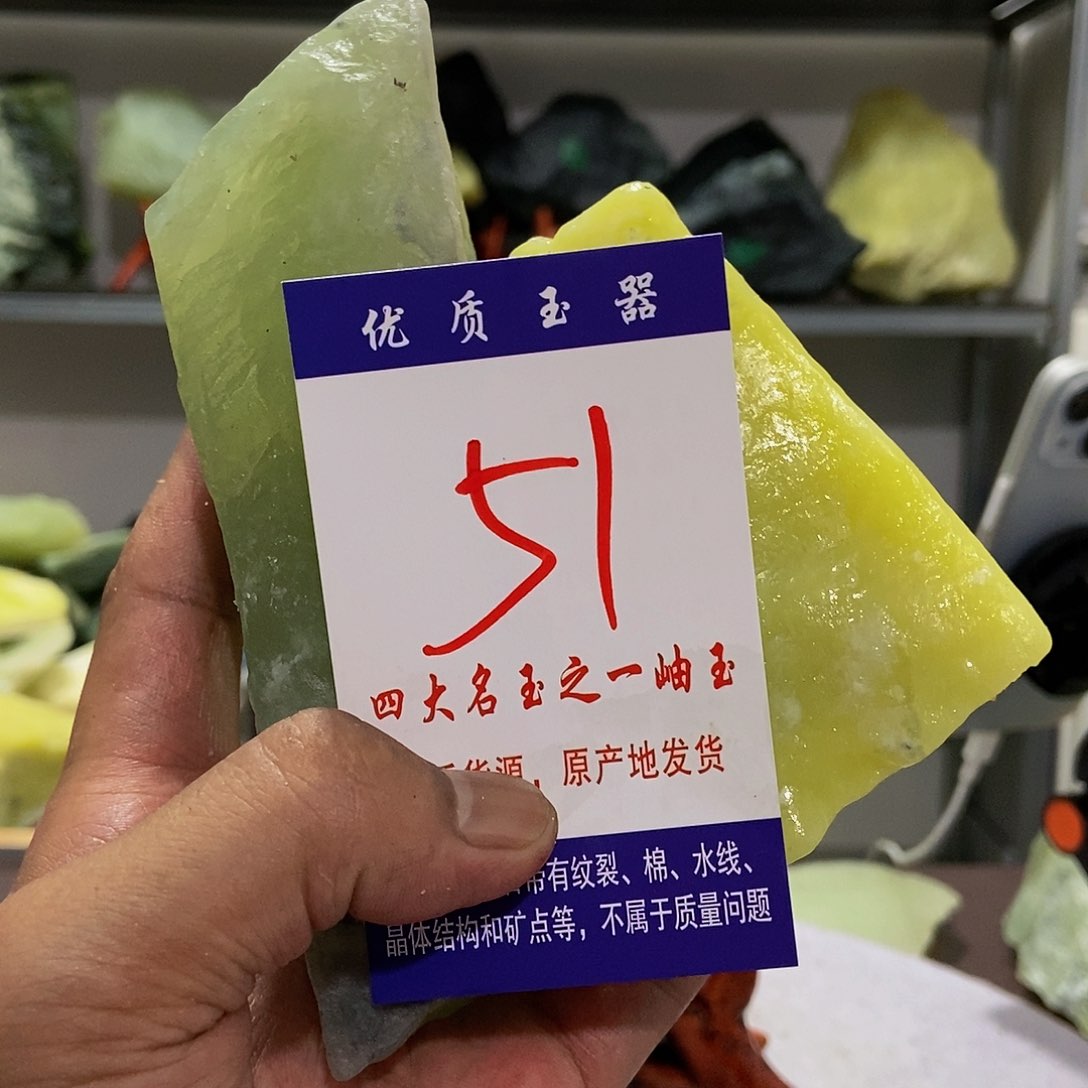 优质玉器
51
四大名玉之一岫玉
货源，原产地发货
带有纹裂、棉、水线、
晶体结构和矿点等，不属于质量问题